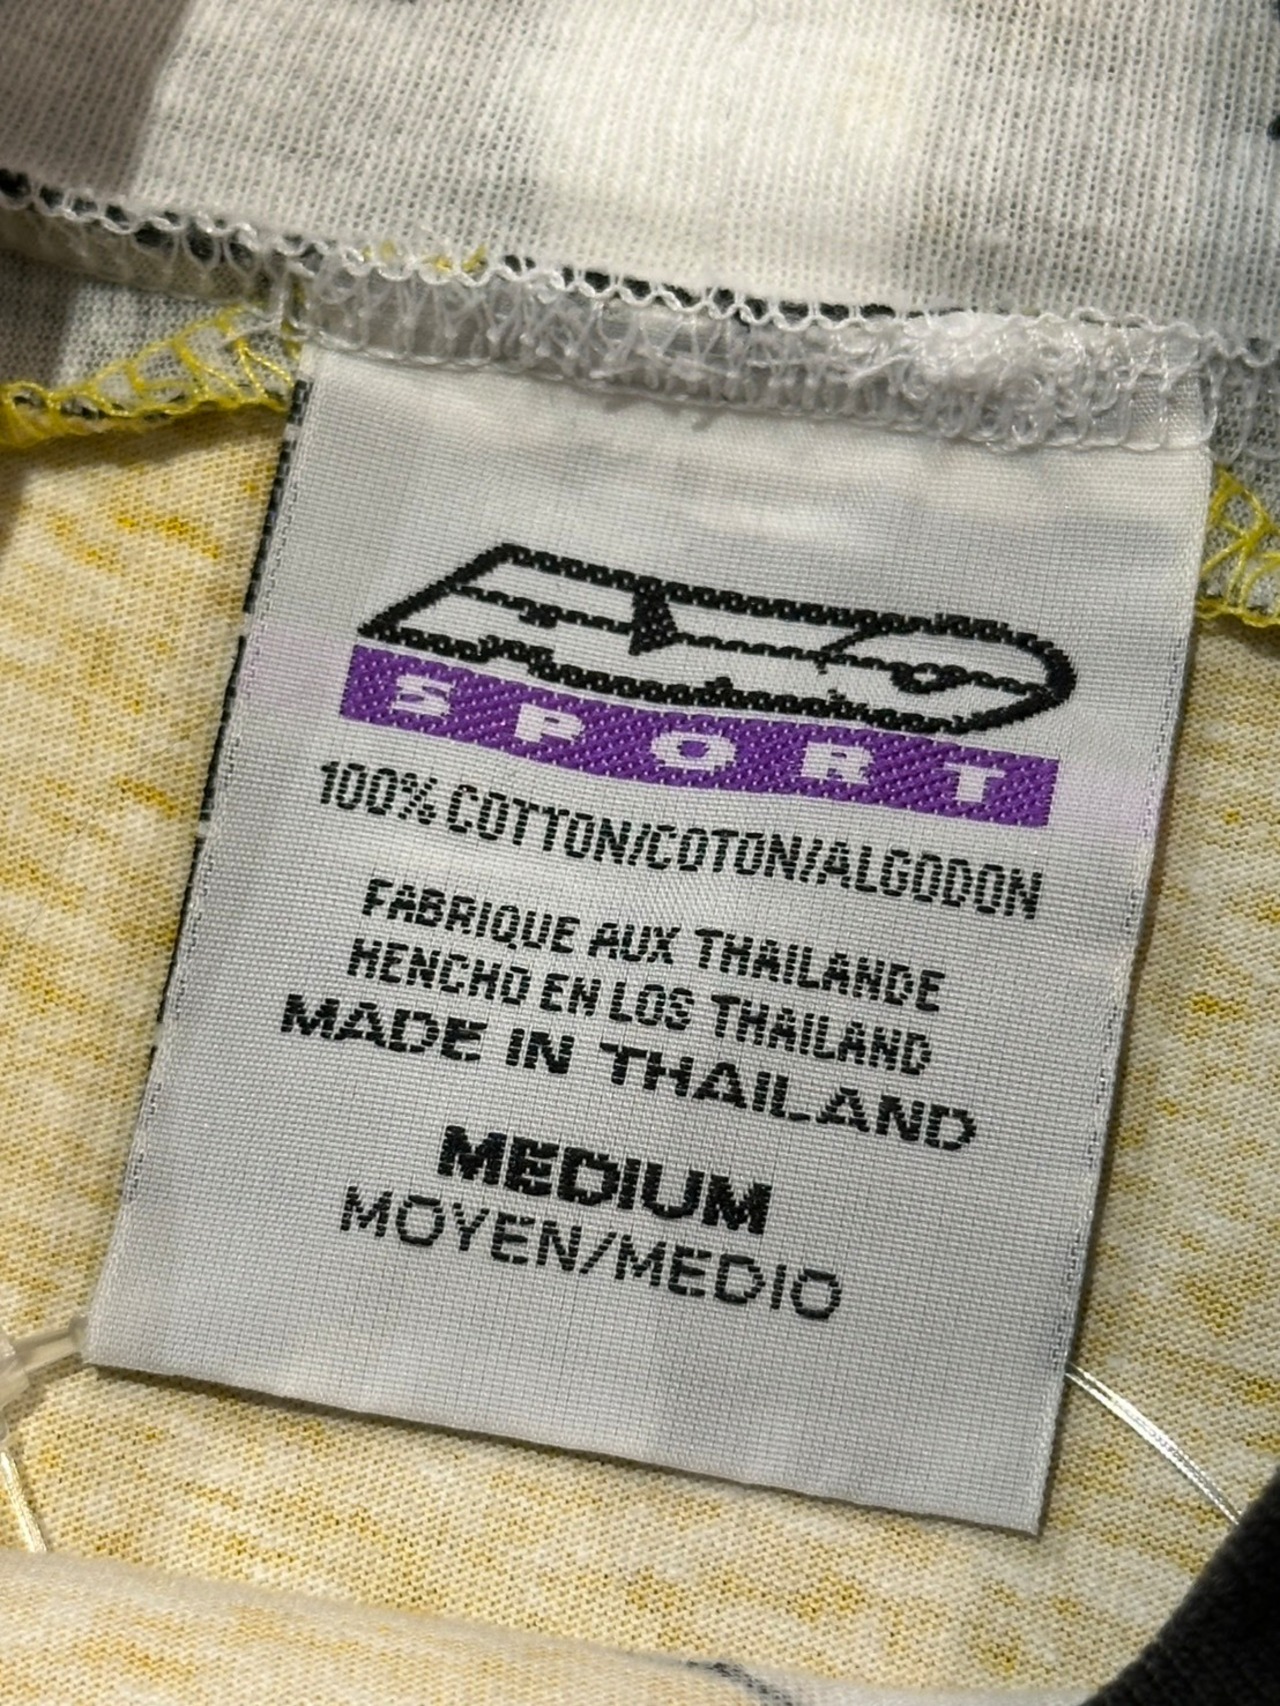 SPORT
100% COTTON/COTON/ALGODON
FABRIQUE AUX THAILANDE
HENCHO EN LOS THAILAND
MADE IN THAILAND
MEDIUM
MOYEN/MEDIO